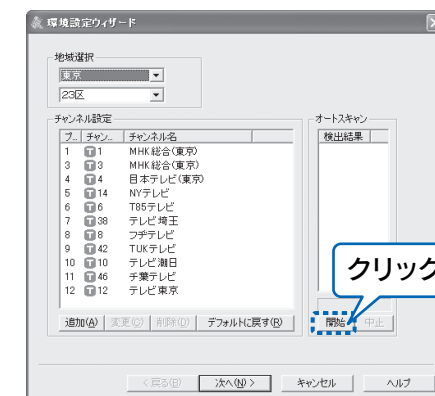 環境設定ウィザード
地域選択
東京
23区
チャンネル設定
プ... チャン... チャンネル名
1 T 1 MHK総合(東京)
3 T 3 MHK総合(東京)
4 T 4 日本テレビ(東京)
5 T 14 NYテレビ
6 T 6 T85テレビ
7 T 38 テレビ埼王
8 T 8 フヂテレビ
9 T 42 TUKテレビ
10 T 10 テレビ潮日
11 T 46 千葉テレビ
12 T 12 テレビ東京
追加(A) 変更(C) 削除(D) デフォルトに戻す(R)
オートスキャン
検出結果
クリック
開始 中止
< 戻る(B) 次へ(N) > キャンセル ヘルプ